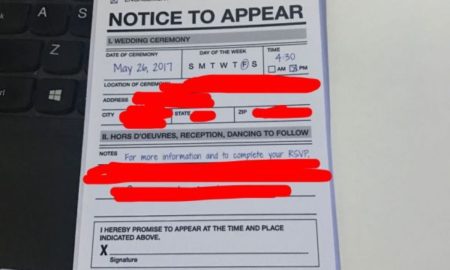 A
S
Ctrl
NOTICE TO APPEAR
I. WEDDING CEREMONY
DATE OF CEREMONY DAY OF THE WEEK TIME
May 26, 2017 S M T W T F S 4:30
AM PM
LOCATION OF CEREMONY
ADDRESS
CITY STATE ZIP
II. HORS D'OEUVRES, RECEPTION, DANCING TO FOLLOW
NOTES For more information and to complete your RSVP,
I HEREBY PROMISE TO APPEAR AT THE TIME AND PLACE
INDICATED ABOVE.
X
Signature